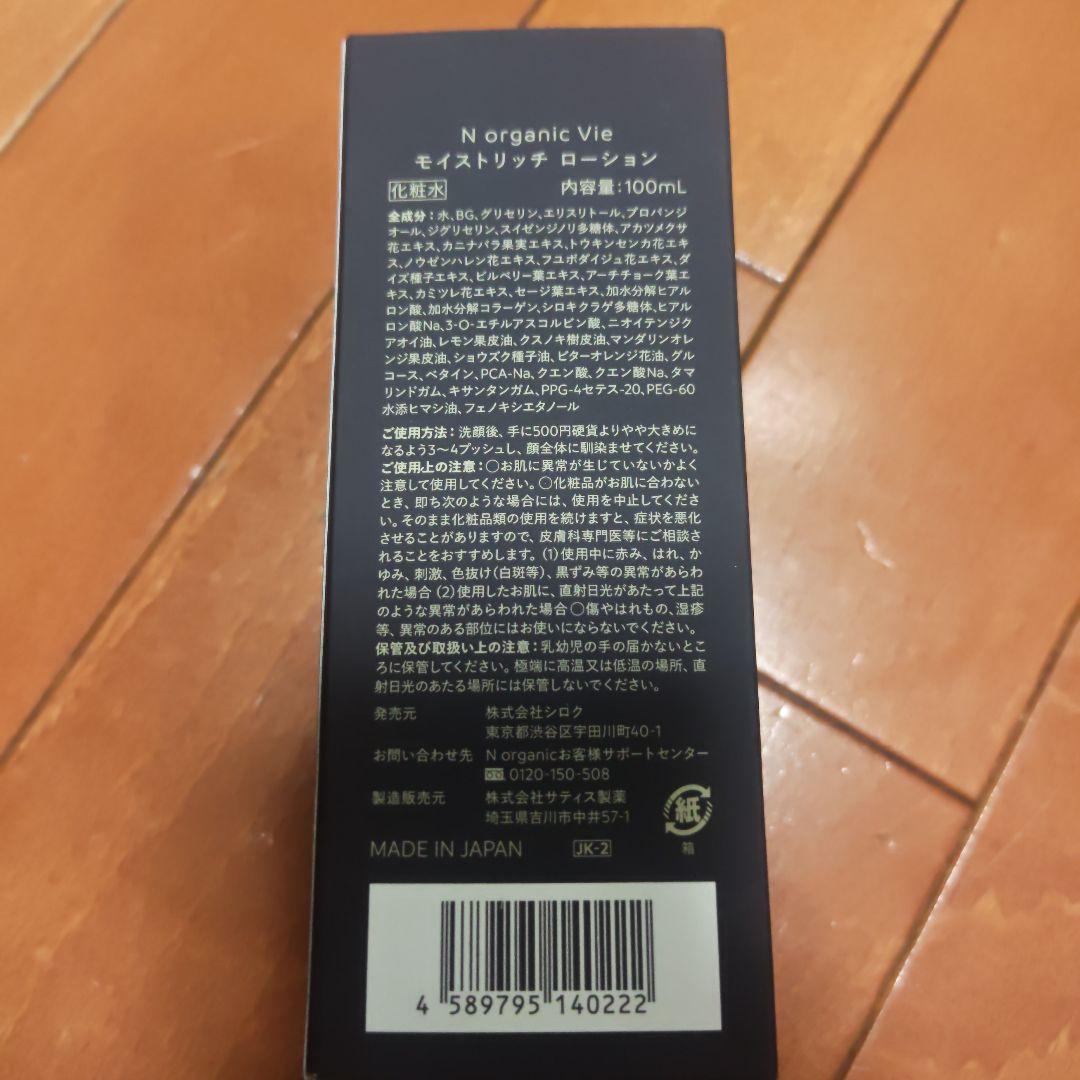 N organic Vie
モイストリッチ ローション
化粧水 内容量:100mL
全成分:水、BG、グリセリン、エリスリトール、プロパンジ
オール、ジグリセリン、スイゼンジノリ多糖体、アカツメクサ
花エキス、カニナバラ果実エキス、トウキンセンカ花エキ
ス、ノウゼンハレン花エキス、フユボダイジュ花エキス、ダ
イズ種子エキス、ビルベリー葉エキス、アーチチョーク葉エ
キス、カミツレ花エキス、セージ葉エキス、加水分解ヒアル
ロン酸、加水分解コラーゲン、シロキクラゲ多糖体、ヒアル
ロン酸Na、3-O-エチルアスコルビン酸、ニオイテンジク
アオイ油、レモン果皮油、クスノキ樹皮油、マンダリンオレ
ンジ果皮油、ショウズク種子油、ビターオレンジ花油、グル
コース、ベタイン、PCA-Na、クエン酸、クエン酸Na、タマ
リンドガム、キサンタンガム、PPG-4セテス-20、PEG-60
水添ヒマシ油、フェノキシエタノール
ご使用方法:洗顔後、手に500円硬貨よりやや大きめに
なるよう3〜4プッシュし、顔全体に馴染ませてください。
ご使用上の注意:○お肌に異常が生じていないかよく
注意して使用してください。○化粧品がお肌に合わない
とき、即ち次のような場合には、使用を中止してくださ
い。そのまま化粧品類の使用を続けますと、症状を悪化
させることがありますので、皮膚科専門医等にご相談さ
れることをおすすめします。(1)使用中に赤み、はれ、か
ゆみ、刺激、色抜け(白斑等)、黒ずみ等の異常があらわ
れた場合 (2)使用したお肌に、直射日光があたって上記
のような異常があらわれた場合 ○傷やはれもの、湿疹
等、異常のある部位にはお使いにならないでください。
保管及び取扱い上の注意:乳幼児の手の届かないとこ
ろに保管してください。極端に高温又は低温の場所、直
射日光のあたる場所には保管しないでください。
発売元 株式会社シロク
東京都渋谷区宇田川町40-1
お問い合わせ先 N organicお客様サポートセンター
0120-150-508
製造販売元 株式会社サティス製薬
埼玉県吉川市中井57-1
紙
箱
MADE IN JAPAN JK-2
4 589795 140222